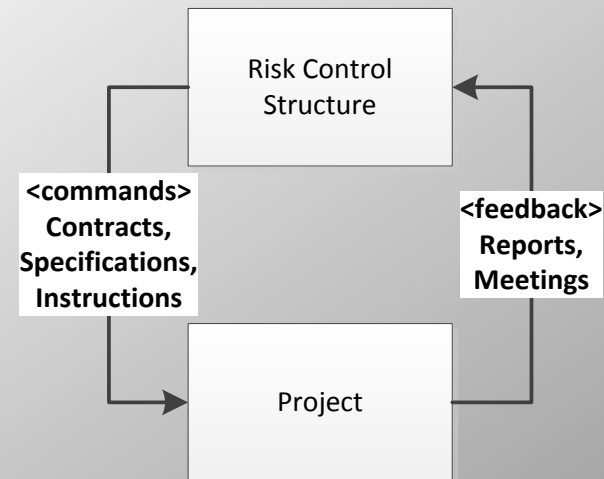 Risk Control
Structure
<commands>
Contracts,
Specifications,
Instructions
<feedback>
Reports,
Meetings
Project